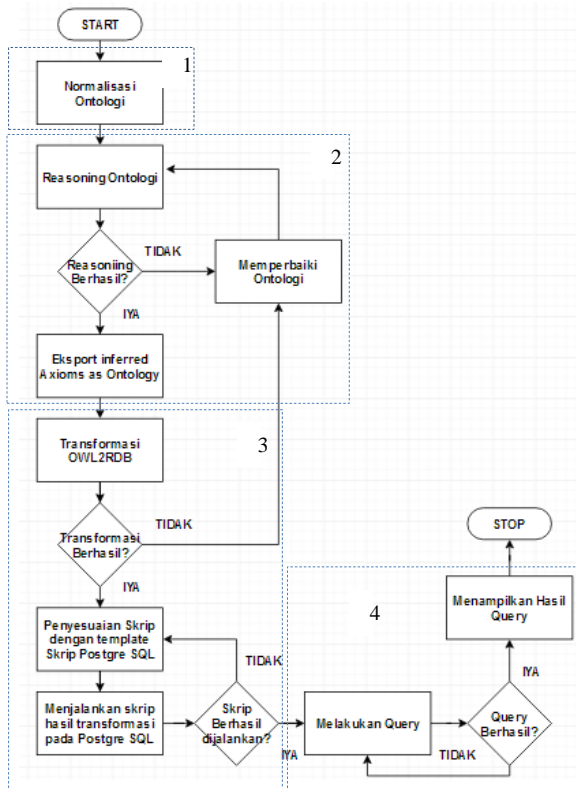 START
1
Normalisasi
Ontologi
2
Reasoning Ontologi
TIDAK
Reasoniing
Berhasil?
Memperbaiki
Ontologi
IYA
Eksport inferred
Axioms as Ontology
3
Transformasi
OWL2RDB
TIDAK
Transformasi
Berhasil?
STOP
IYA
4
Menampilkan Hasil
Query
Penyesuaian Skrip
dengan template
Skrip Postgre SQL
TIDAK
IYA
Menjalankan skrip
hasil transformasi
pada Postgre SQL
Skrip
Berhasil
dijalankan?
IYA
Melakukan Query
Query
Berhasil?
TIDAK